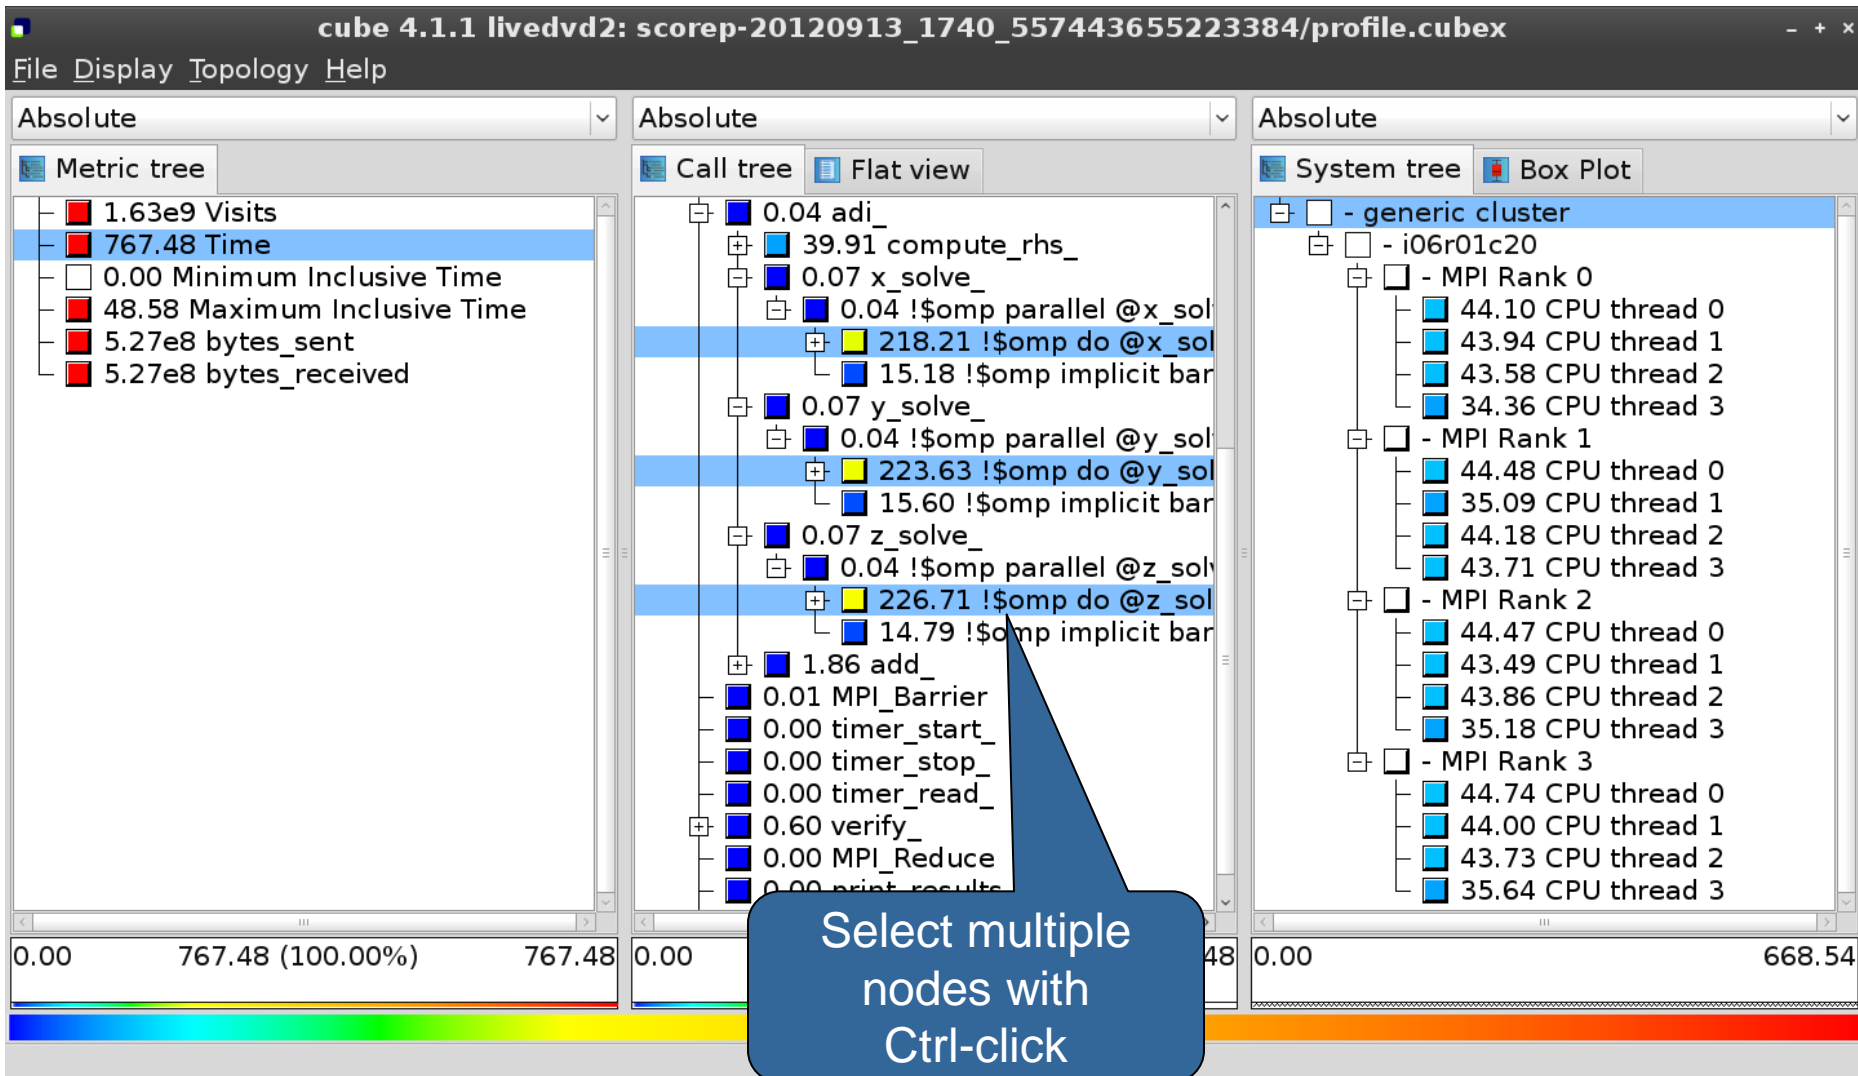 cube 4.1.1 livedvd2: scorep-20120913_1740_557443655223384/profile.cubex
File Display Topology Help
Absolute
Metric tree
1.63e9 Visits
767.48 Time
0.00 Minimum Inclusive Time
48.58 Maximum Inclusive Time
5.27e8 bytes_sent
5.27e8 bytes_received
0.00 767.48 (100.00%) 767.48
Absolute
Call tree Flat view
0.04 adi_
39.91 compute_rhs_
0.07 x_solve_
0.04 !$omp parallel @x_sol
218.21 !$omp do @x_sol
15.18 !$omp implicit bar
0.07 y_solve_
0.04 !$omp parallel @y_sol
223.63 !$omp do @y_sol
15.60 !$omp implicit bar
0.07 z_solve_
0.04 !$omp parallel @z_solv
226.71 !$omp do @z_sol
14.79 !$omp implicit bar
1.86 add_
0.01 MPI_Barrier
0.00 timer_start_
0.00 timer_stop_
0.00 timer_read_
0.60 verify_
0.00 MPI_Reduce
0.00 print_results
0.00 48
Select multiple
nodes with
Ctrl-click
Absolute
System tree Box Plot
- generic cluster
- i06r01c20
- MPI Rank 0
44.10 CPU thread 0
43.94 CPU thread 1
43.58 CPU thread 2
34.36 CPU thread 3
- MPI Rank 1
44.48 CPU thread 0
35.09 CPU thread 1
44.18 CPU thread 2
43.71 CPU thread 3
- MPI Rank 2
44.47 CPU thread 0
43.49 CPU thread 1
43.86 CPU thread 2
35.18 CPU thread 3
- MPI Rank 3
44.74 CPU thread 0
44.00 CPU thread 1
43.73 CPU thread 2
35.64 CPU thread 3
0.00 668.54